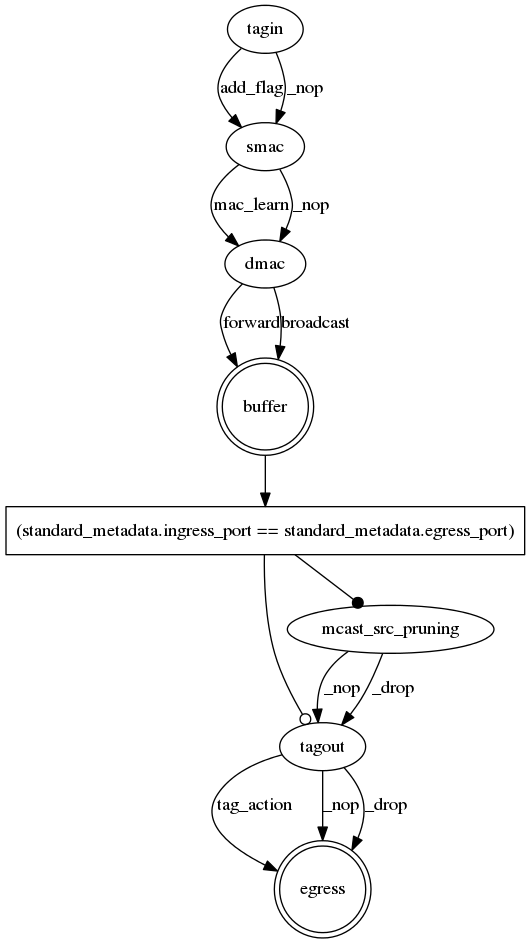 tagin
add_flag _nop
smac
mac_learn _nop
dmac
forward broadcast
buffer
(standard_metadata.ingress_port == standard_metadata.egress_port)
mcast_src_pruning
_nop _drop
tagout
tag_action _nop _drop
egress